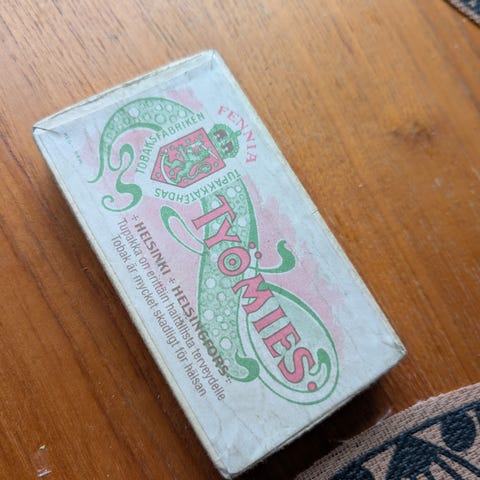 FENNIA
TOBAKSFABRIKEN
TUPAKKATEHDAS
TYÖMIES.
+ HELSINKI + HELSINGFORS +
Tupakka on erittäin haitallista terveydelle
Tobak är mycket skadligt för hälsan